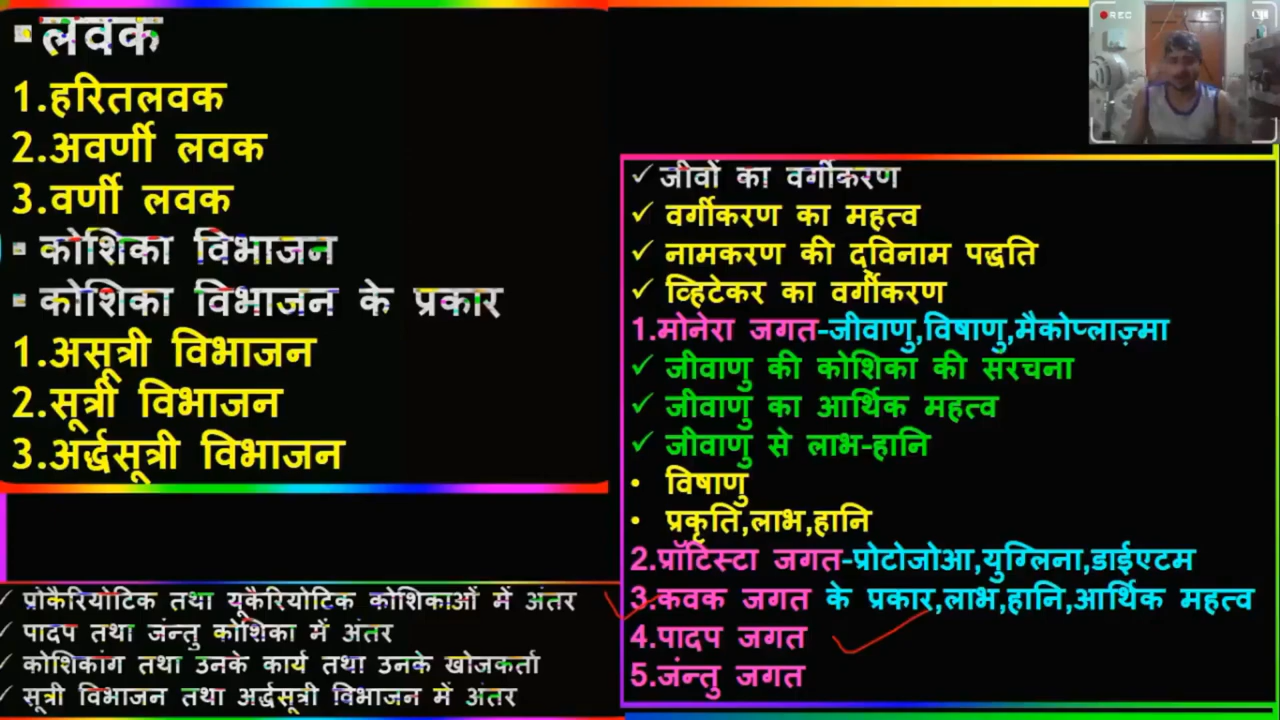 लवक
1.हरितलवक
2.अवर्णी लवक
3.वर्णी लवक
कोशिका विभाजन
कोशिका विभाजन के प्रकार
1.असूत्री विभाजन
2.सूत्री विभाजन
3.अर्द्धसूत्री विभाजन
✓ प्रोकैरियोटिक तथा यूकैरियोटिक कोशिकाओं में अंतर
✓ पादप तथा जंन्तु कोशिका में अंतर
✓ कोशिकांग तथा उनके कार्य तथा उनके खोजकर्ता
✓ सूत्री विभाजन तथा अर्द्धसूत्री विभाजन में अंतर
REC
✓ जीवों का वर्गीकरण
✓ वर्गीकरण का महत्व
✓ नामकरण की द्विनाम पद्धति
✓ व्हिटेकर का वर्गीकरण
1.मोनेरा जगत-जीवाणु,विषाणु,मैकोप्लाज़्मा
✓ जीवाणु की कोशिका की सरचना
✓ जीवाणु का आर्थिक महत्व
✓ जीवाणु से लाभ-हानि
• विषाणु
• प्रकृति,लाभ,हानि
2.प्रॉटिस्टा जगत-प्रोटोजोआ,युग्लिना,डाईएटम
3.कवक जगत के प्रकार,लाभ,हानि,आर्थिक महत्व
4.पादप जगत
5.जंन्तु जगत